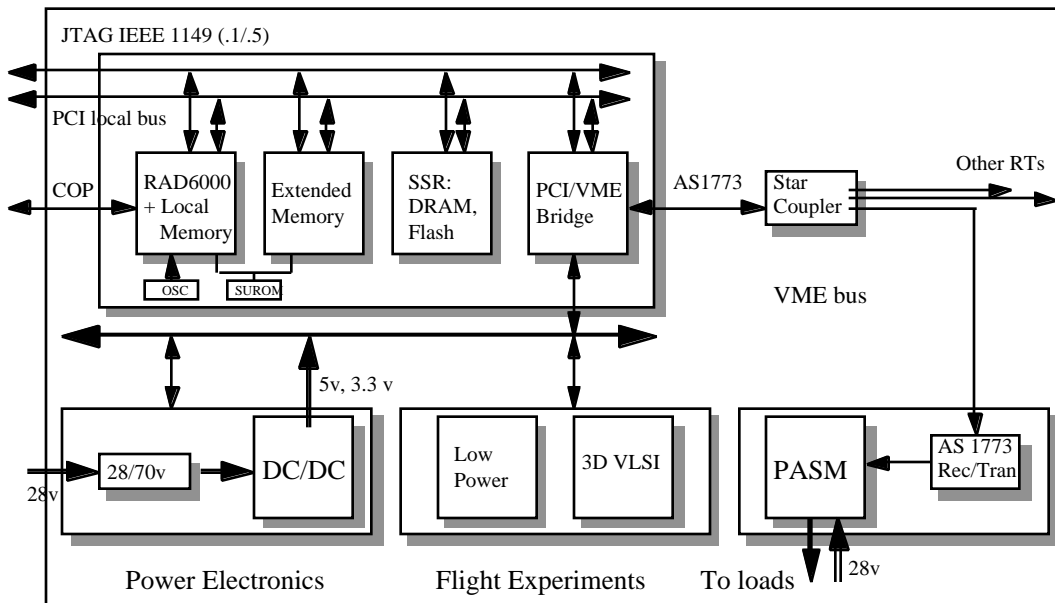 JTAG IEEE 1149 (.1/.5)
PCI local bus
COP
RAD6000
+ Local
Memory
Extended
Memory
SSR:
DRAM,
Flash
PCI/VME
Bridge
AS1773
Star
Coupler
Other RTs
OSC
SUROM
VME bus
5v, 3.3 v
28v
28/70v
DC/DC
Low
Power
3D VLSI
PASM
AS 1773
Rec/Tran
Power Electronics
Flight Experiments
To loads
28v